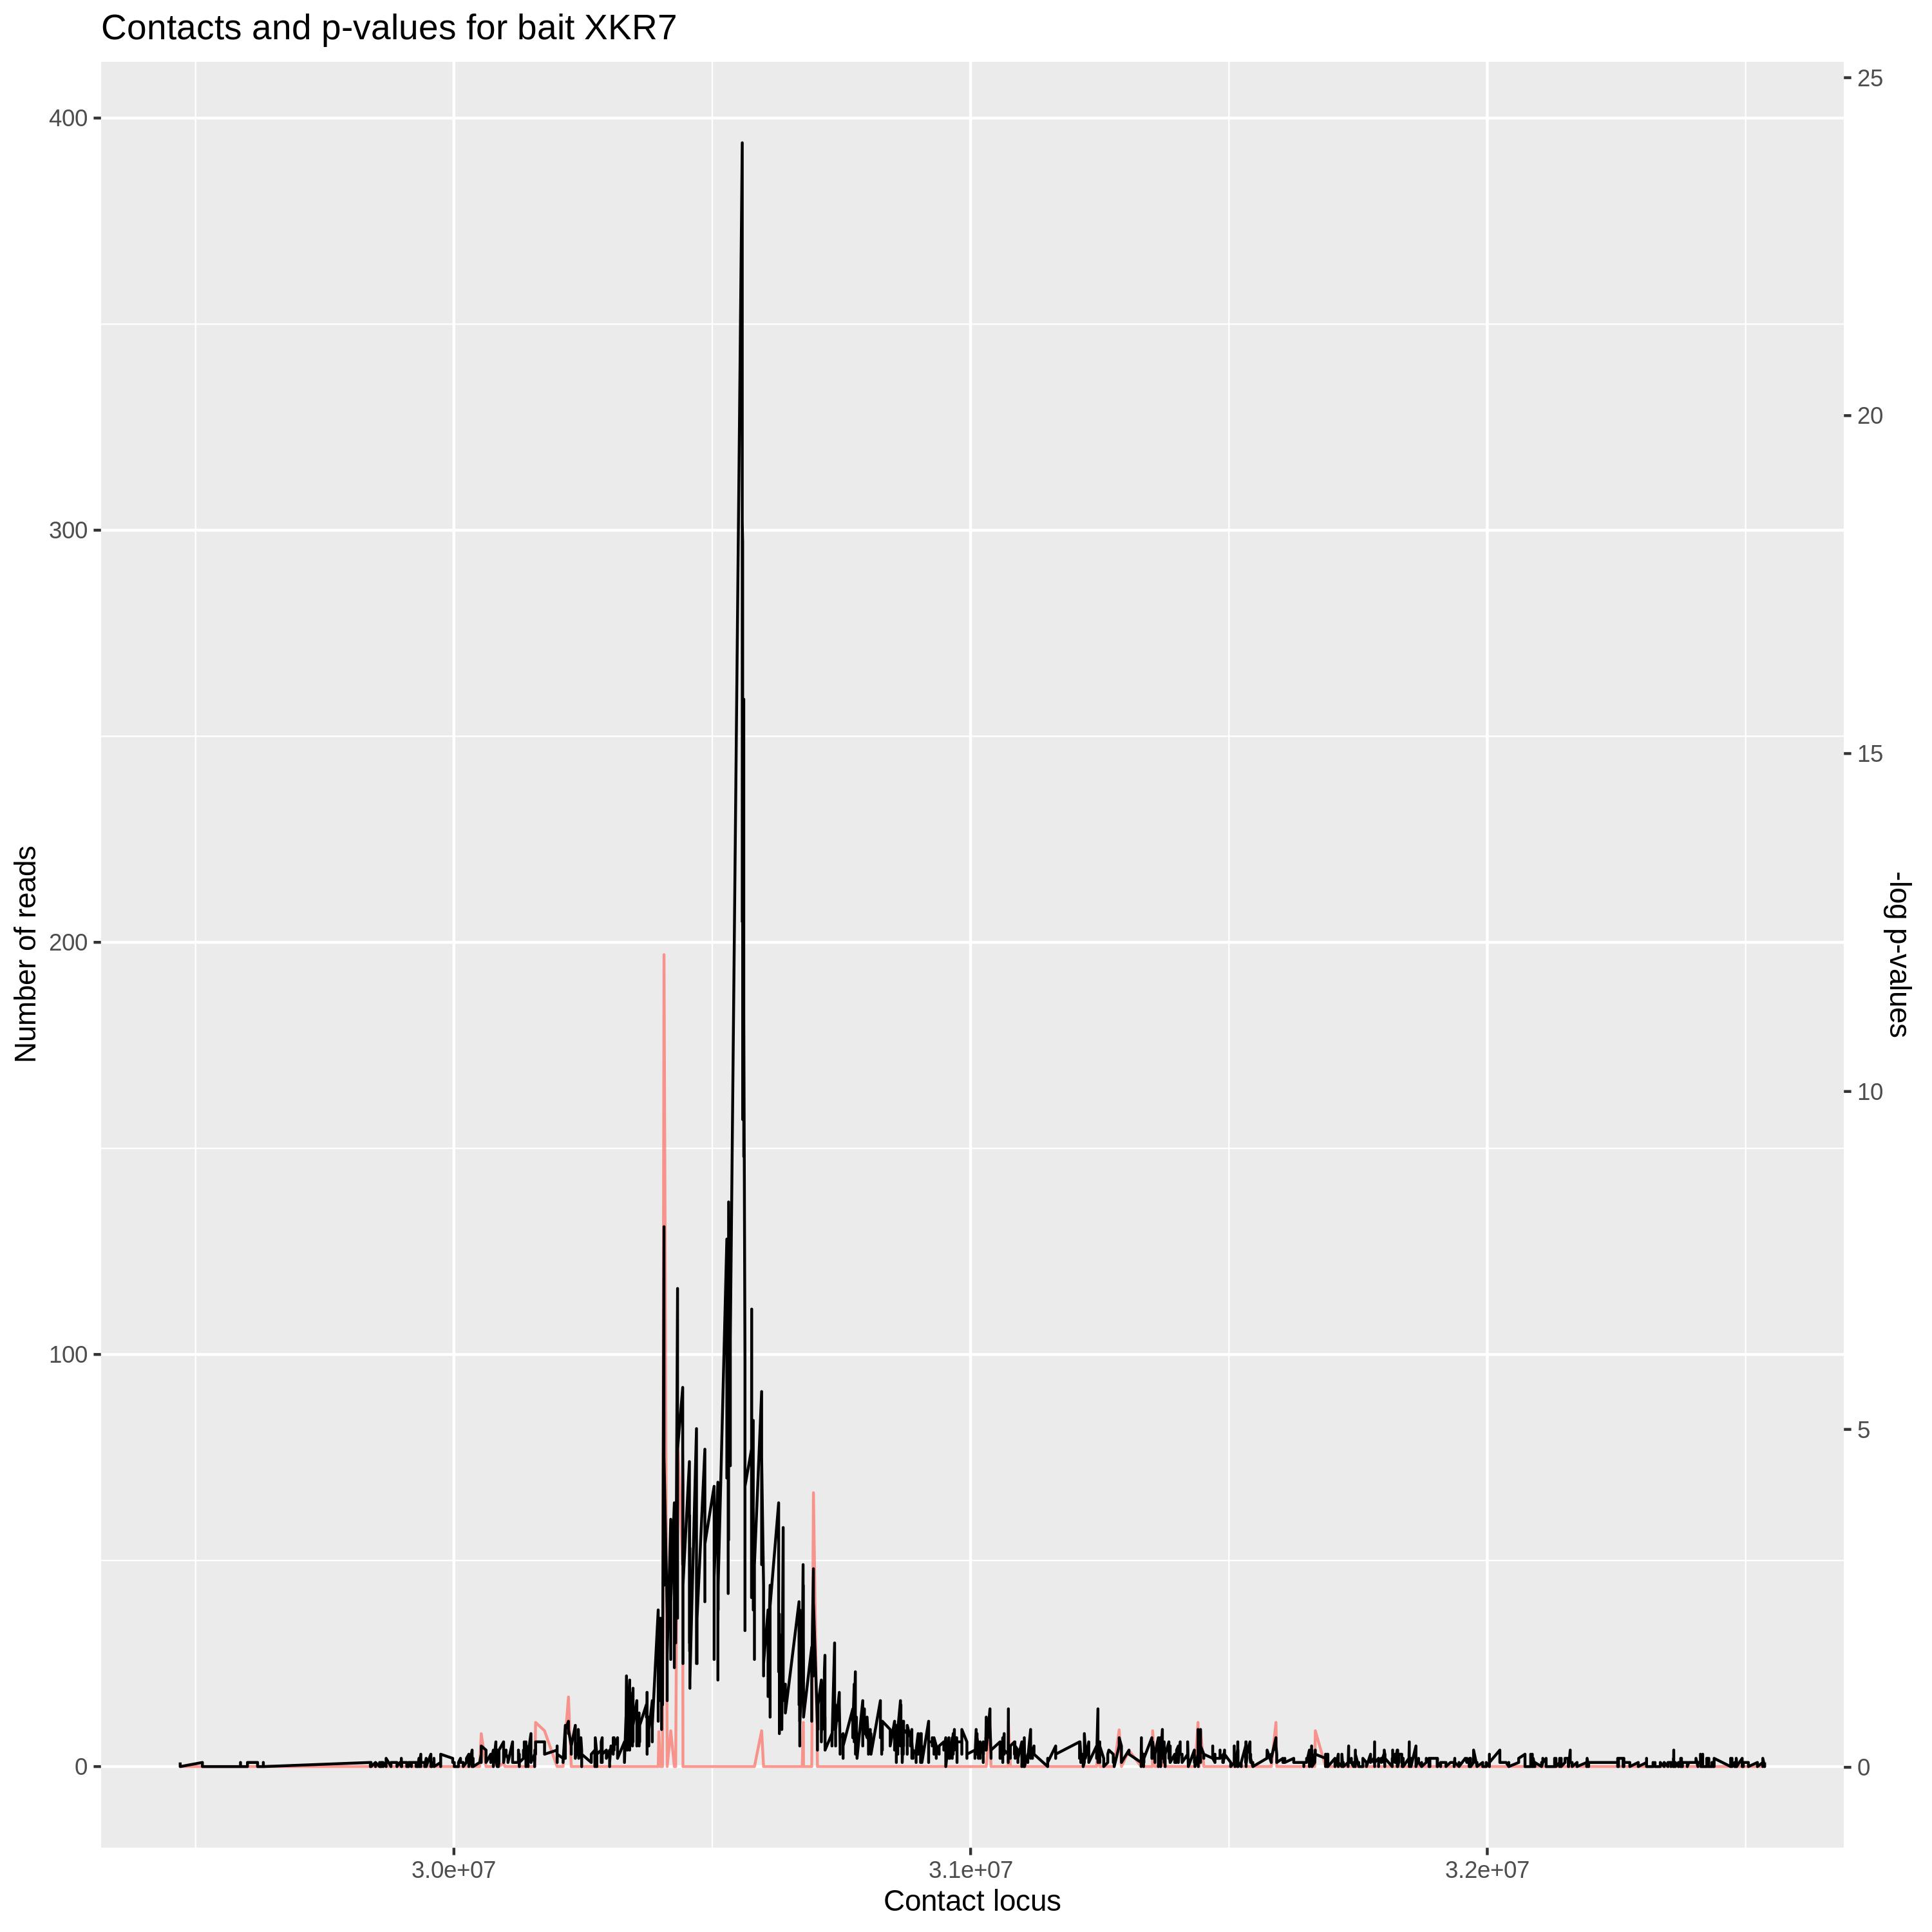 Contacts and p-values for bait XKR7
400
300
200
100
0
25
20
15
10
5
0
Number of reads
-log p-values
3.0e+07
3.1e+07
3.2e+07
Contact locus